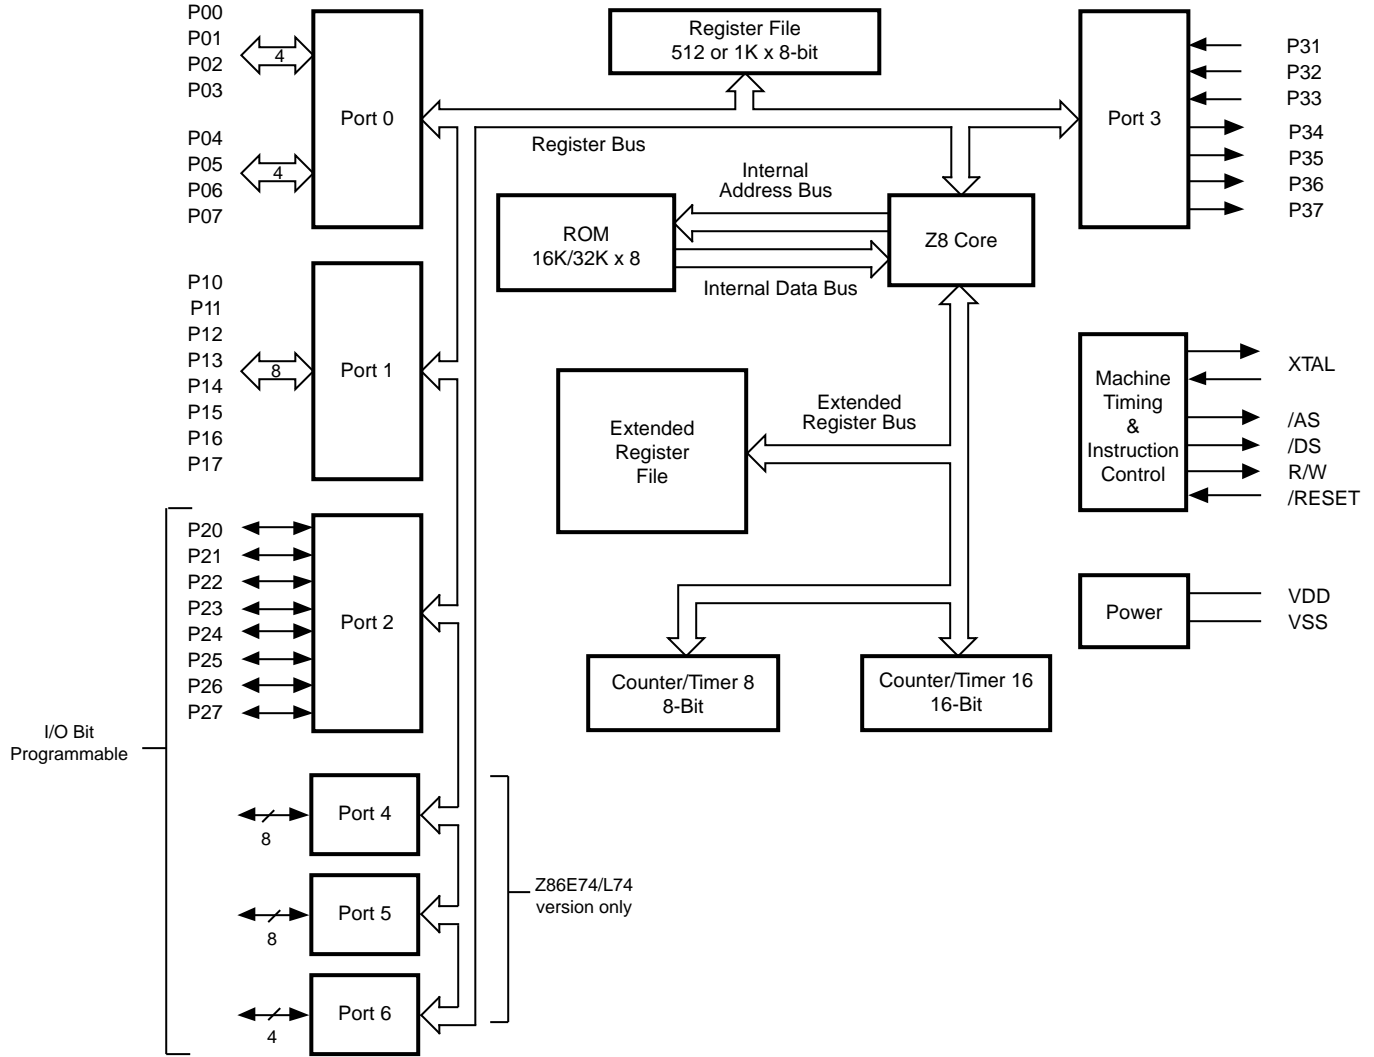 P00
P01
P02
P03
4
P04
P05
P06
P07
4
Port 0
Register File
512 or 1K x 8-bit
Port 3
P31
P32
P33
P34
P35
P36
P37
Register Bus
Internal
Address Bus
ROM
16K/32K x 8
Z8 Core
Internal Data Bus
P10
P11
P12
P13
P14
P15
P16
P17
8
Port 1
Extended
Register
File
Extended
Register Bus
Machine
Timing
&
Instruction
Control
XTAL
/AS
/DS
R/W
/RESET
P20
P21
P22
P23
P24
P25
P26
P27
Port 2
Power
VDD
VSS
Counter/Timer 8
8-Bit
Counter/Timer 16
16-Bit
I/O Bit
Programmable
Port 4
8
Port 5
8
Port 6
4
Z86E74/L74
version only